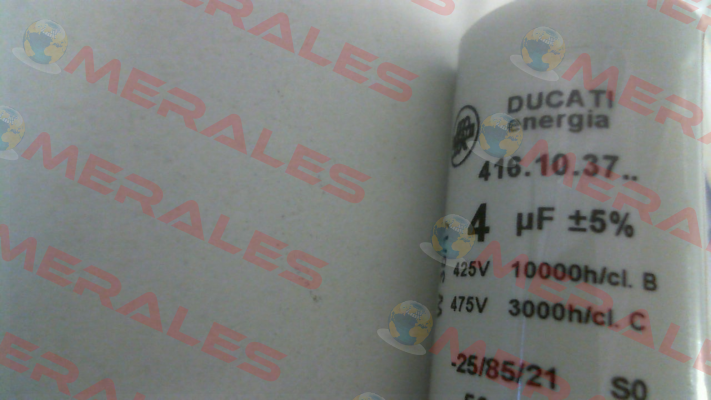 DUCATI
energia
416.10.37..
4 µF ±5%
425V 10000h/cl. B
475V 3000h/cl. C
-25/85/21 S0
MERALES
MERALES
MERALES
MERALES
MERALES
MERALES